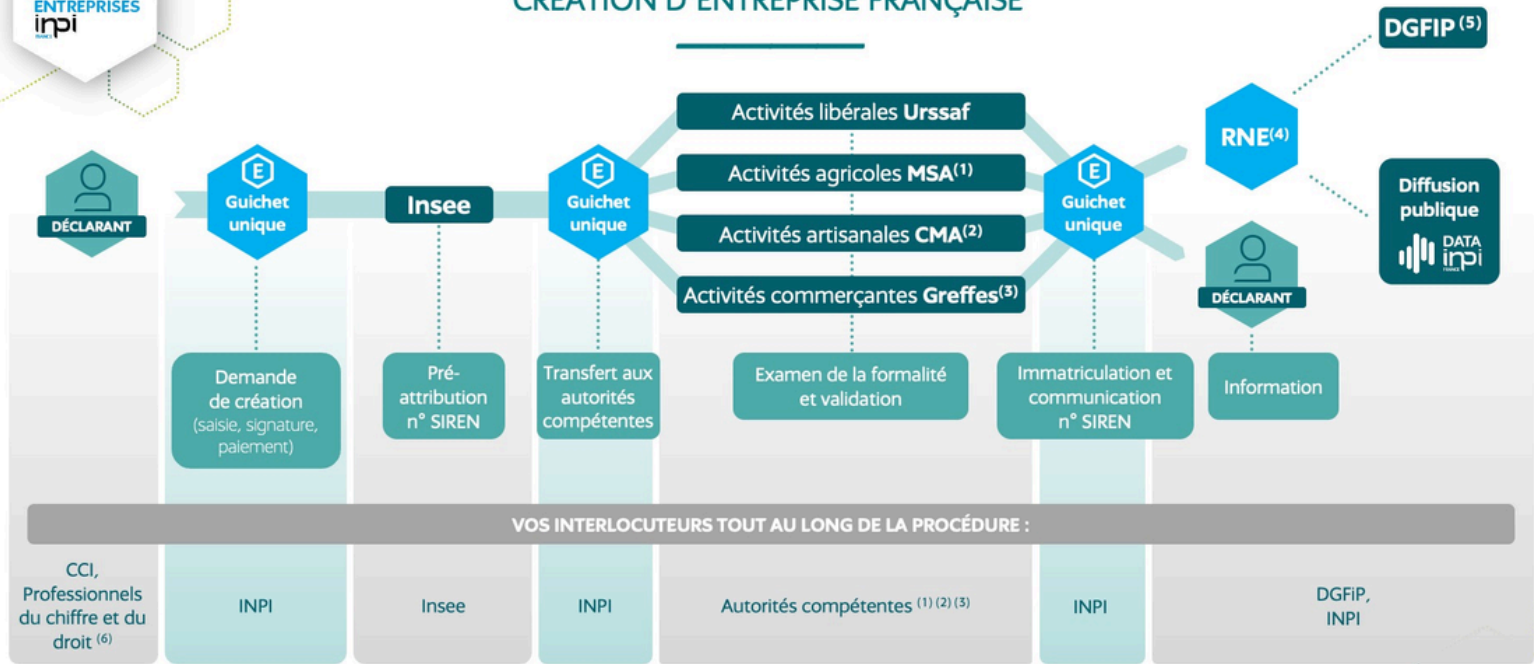 ENTREPRISES
inpi
FRANCE
CRÉATION D'ENTREPRISE FRANÇAISE
DGFIP (5)
Activités libérales Urssaf
RNE(4)
Activités agricoles MSA(1)
E
Guichet
unique
Insee
E
Guichet
unique
E
Guichet
unique
Diffusion
publique
DATA
inpi
FRANCE
DÉCLARANT
Activités artisanales CMA(2)
Activités commerçantes Greffes(3)
DÉCLARANT
Demande
de création
(saisie, signature,
paiement)
Pré-
attribution
n° SIREN
Transfert aux
autorités
compétentes
Examen de la formalité
et validation
Immatriculation et
communication
n° SIREN
Information
VOS INTERLOCUTEURS TOUT AU LONG DE LA PROCÉDURE :
CCI,
Professionnels
du chiffre et du
droit (6)
INPI
Insee
INPI
Autorités compétentes (1) (2) (3)
INPI
DGFiP,
INPI